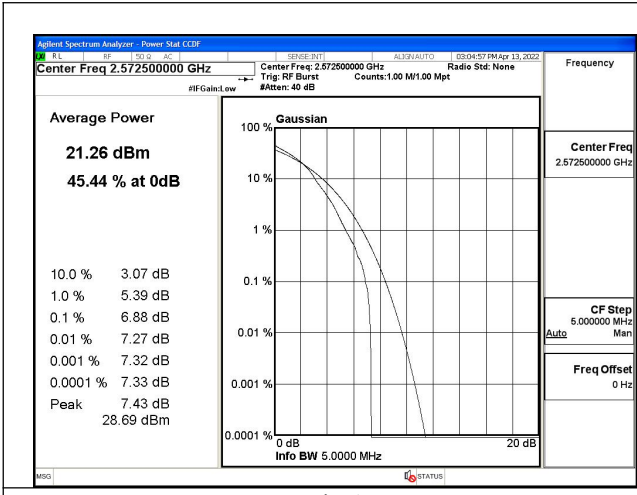 Agilent Spectrum Analyzer - Power Stat CCDF
RL RF 50 Ω AC SENSE:INT ALIGN AUTO 03:04:57 PM Apr 13, 2022
Center Freq 2.572500000 GHz
Center Freq: 2.572500000 GHz Radio Std: None
Trig: RF Burst Counts:1.00 M/1.00 Mpt
#IFGain:Low #Atten: 40 dB
Frequency
Average Power
21.26 dBm
45.44 % at 0dB
10.0 % 3.07 dB
1.0 % 5.39 dB
0.1 % 6.88 dB
0.01 % 7.27 dB
0.001 % 7.32 dB
0.0001 % 7.33 dB
Peak 7.43 dB
28.69 dBm
Gaussian
100 %
10 %
1 %
0.1 %
0.01 %
0.001 %
0.0001 %
0 dB 20 dB
Info BW 5.0000 MHz
Center Freq
2.572500000 GHz
CF Step
5.000000 MHz
Auto Man
Freq Offset
0 Hz
MSG STATUS